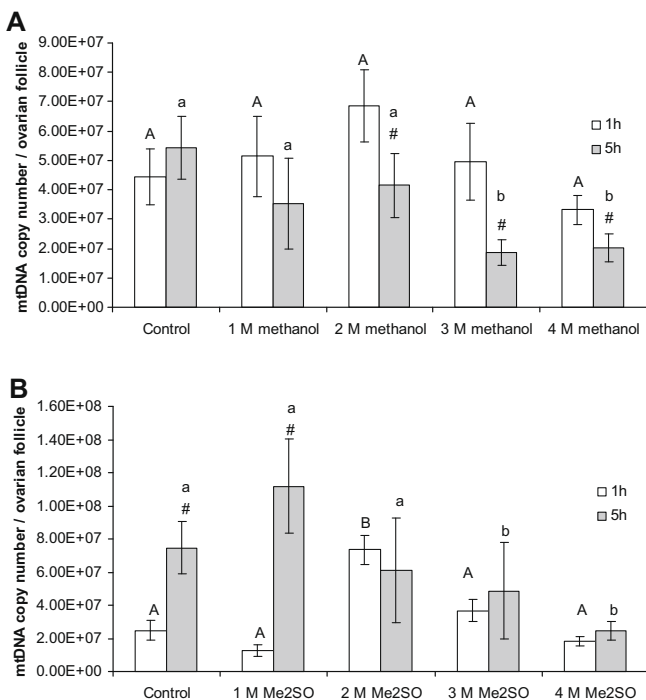 A
mtDNA copy number / ovarian follicle
9.00E+07
8.00E+07
7.00E+07
6.00E+07
5.00E+07
4.00E+07
3.00E+07
2.00E+07
1.00E+07
0.00E+00
A
a
A
a
A
a
#
A
b
#
A
b
#
1h
5h
Control
1 M methanol
2 M methanol
3 M methanol
4 M methanol
B
mtDNA copy number / ovarian follicle
1.60E+08
1.40E+08
1.20E+08
1.00E+08
8.00E+07
6.00E+07
4.00E+07
2.00E+07
0.00E+00
A
a
#
A
a
#
B
a
A
b
A
b
1h
5h
Control
1 M Me2SO
2 M Me2SO
3 M Me2SO
4 M Me2SO